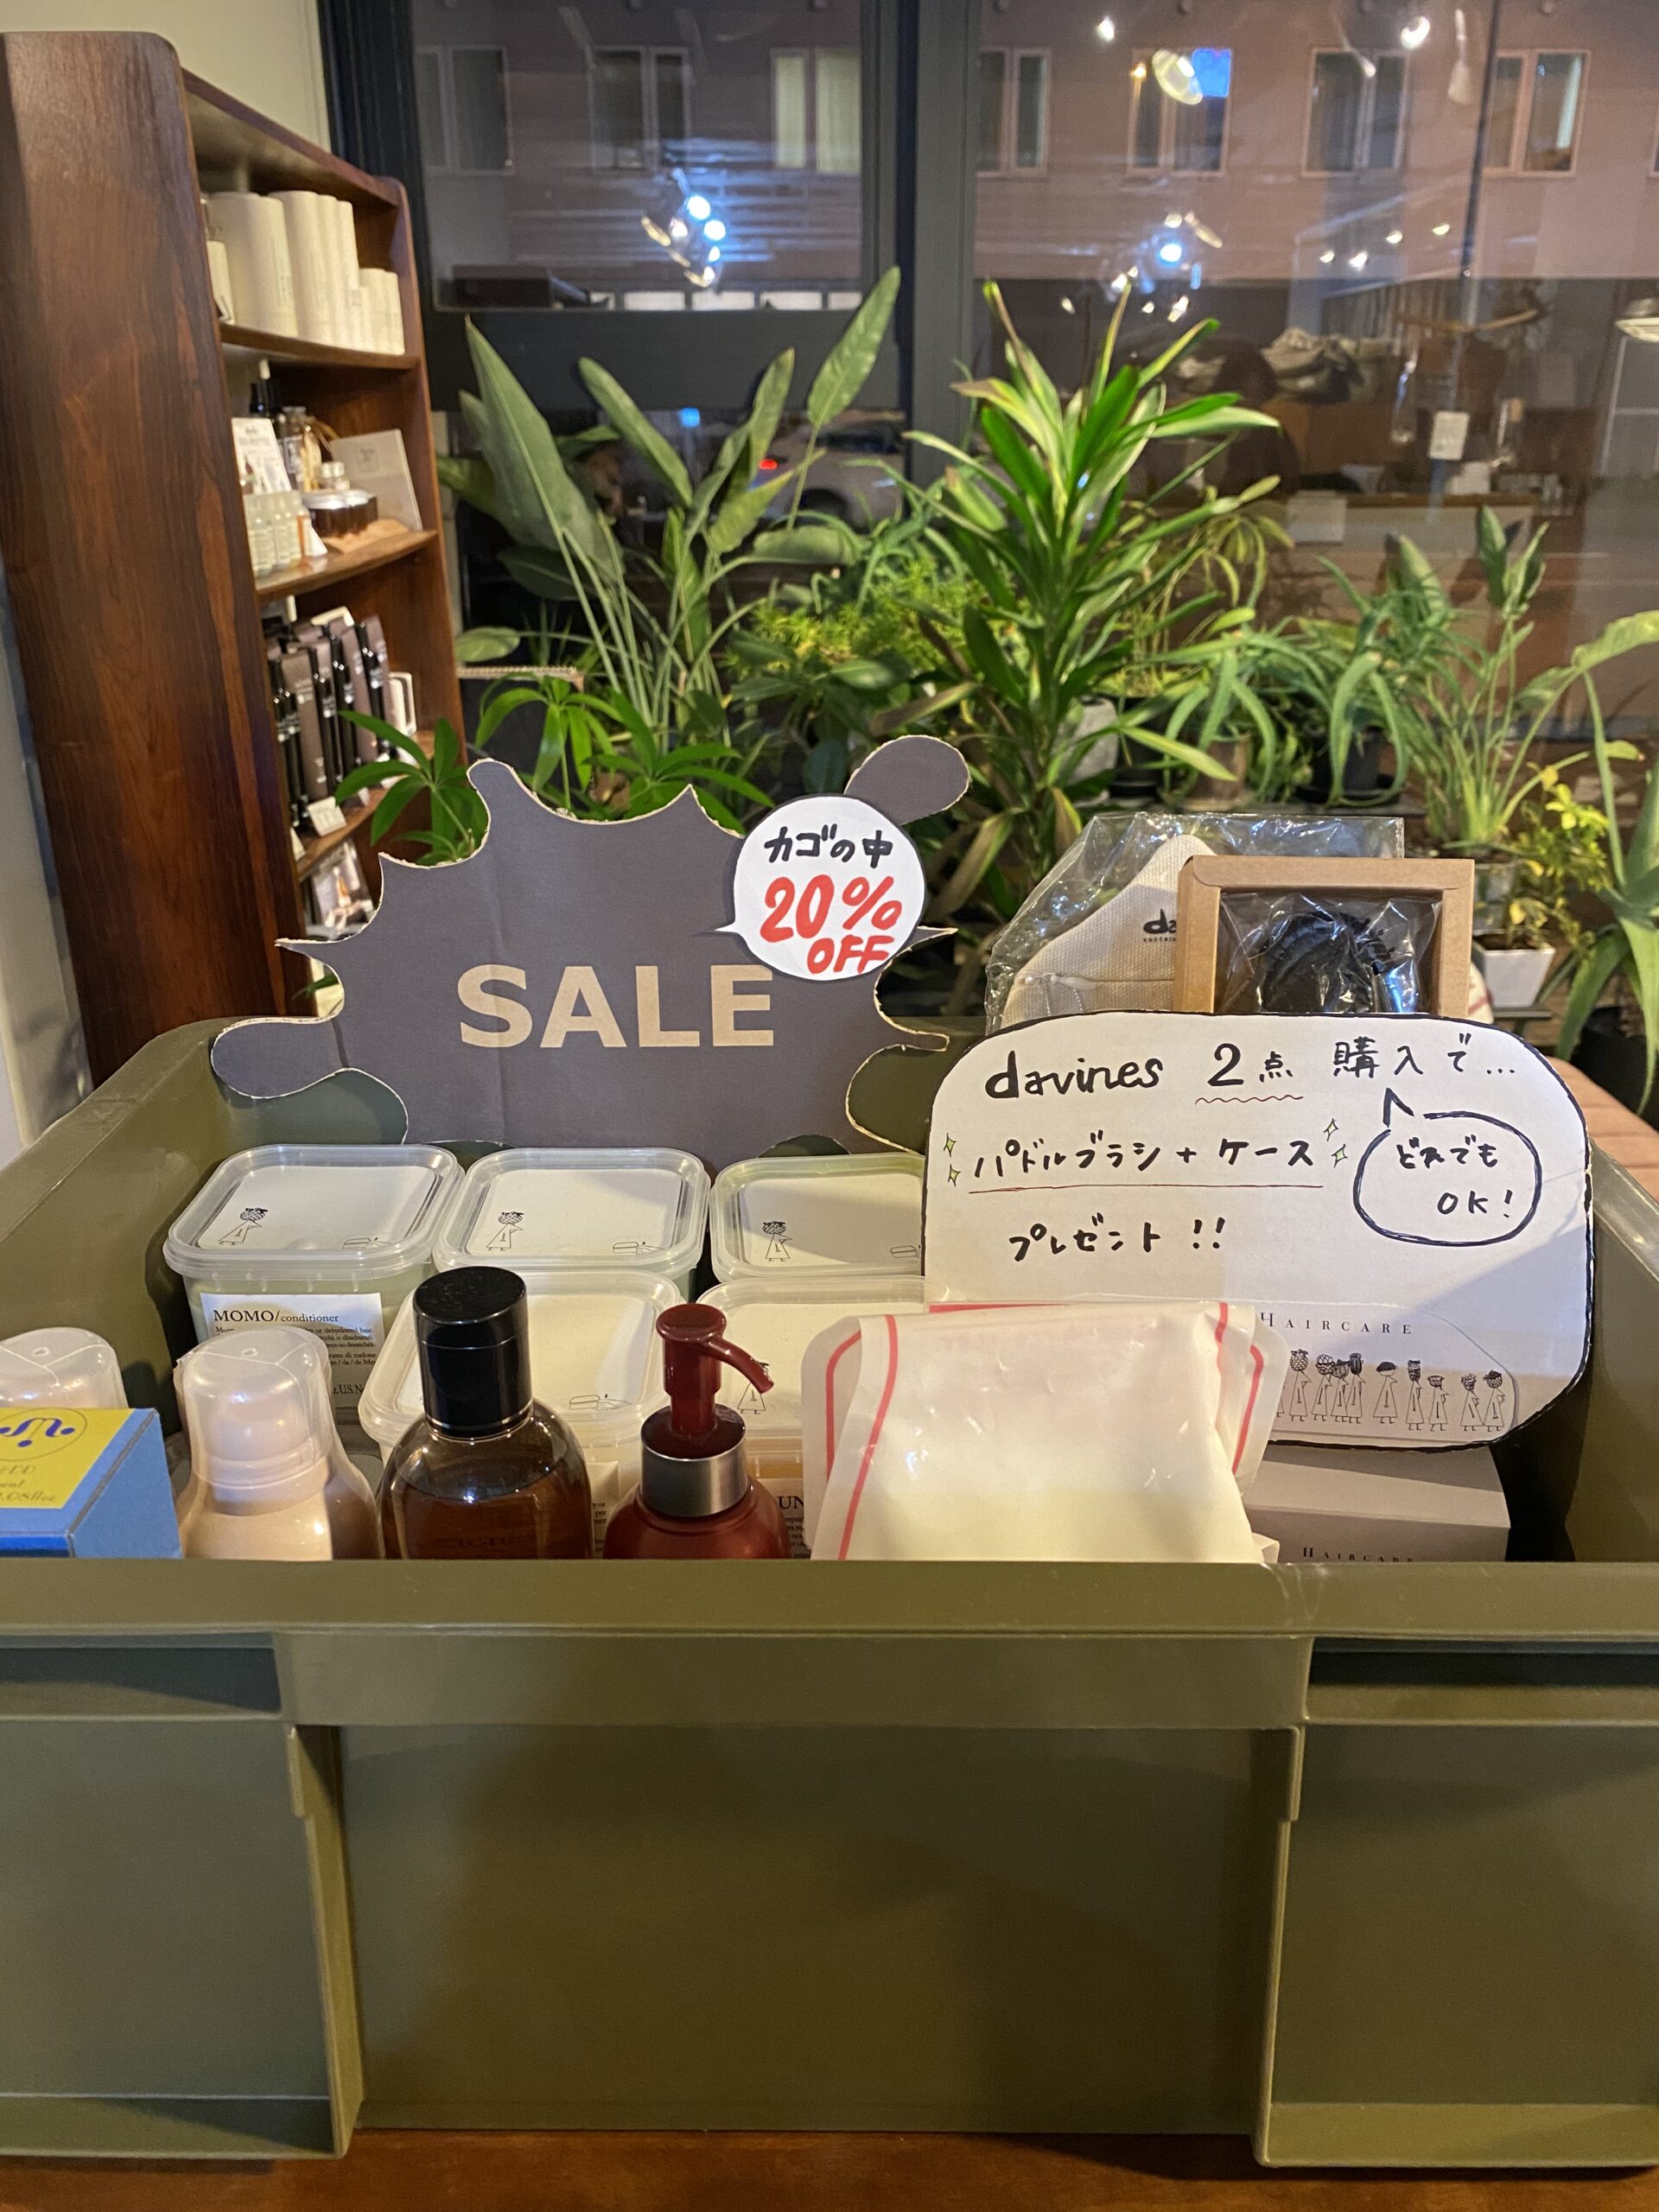 カゴの中
20%
OFF
SALE
davines 2点 購入で...
パドルブラシ + ケース
どれでも
OK!
プレゼント !!
HAIRCARE
MOMO/conditioner
HAIRCARE